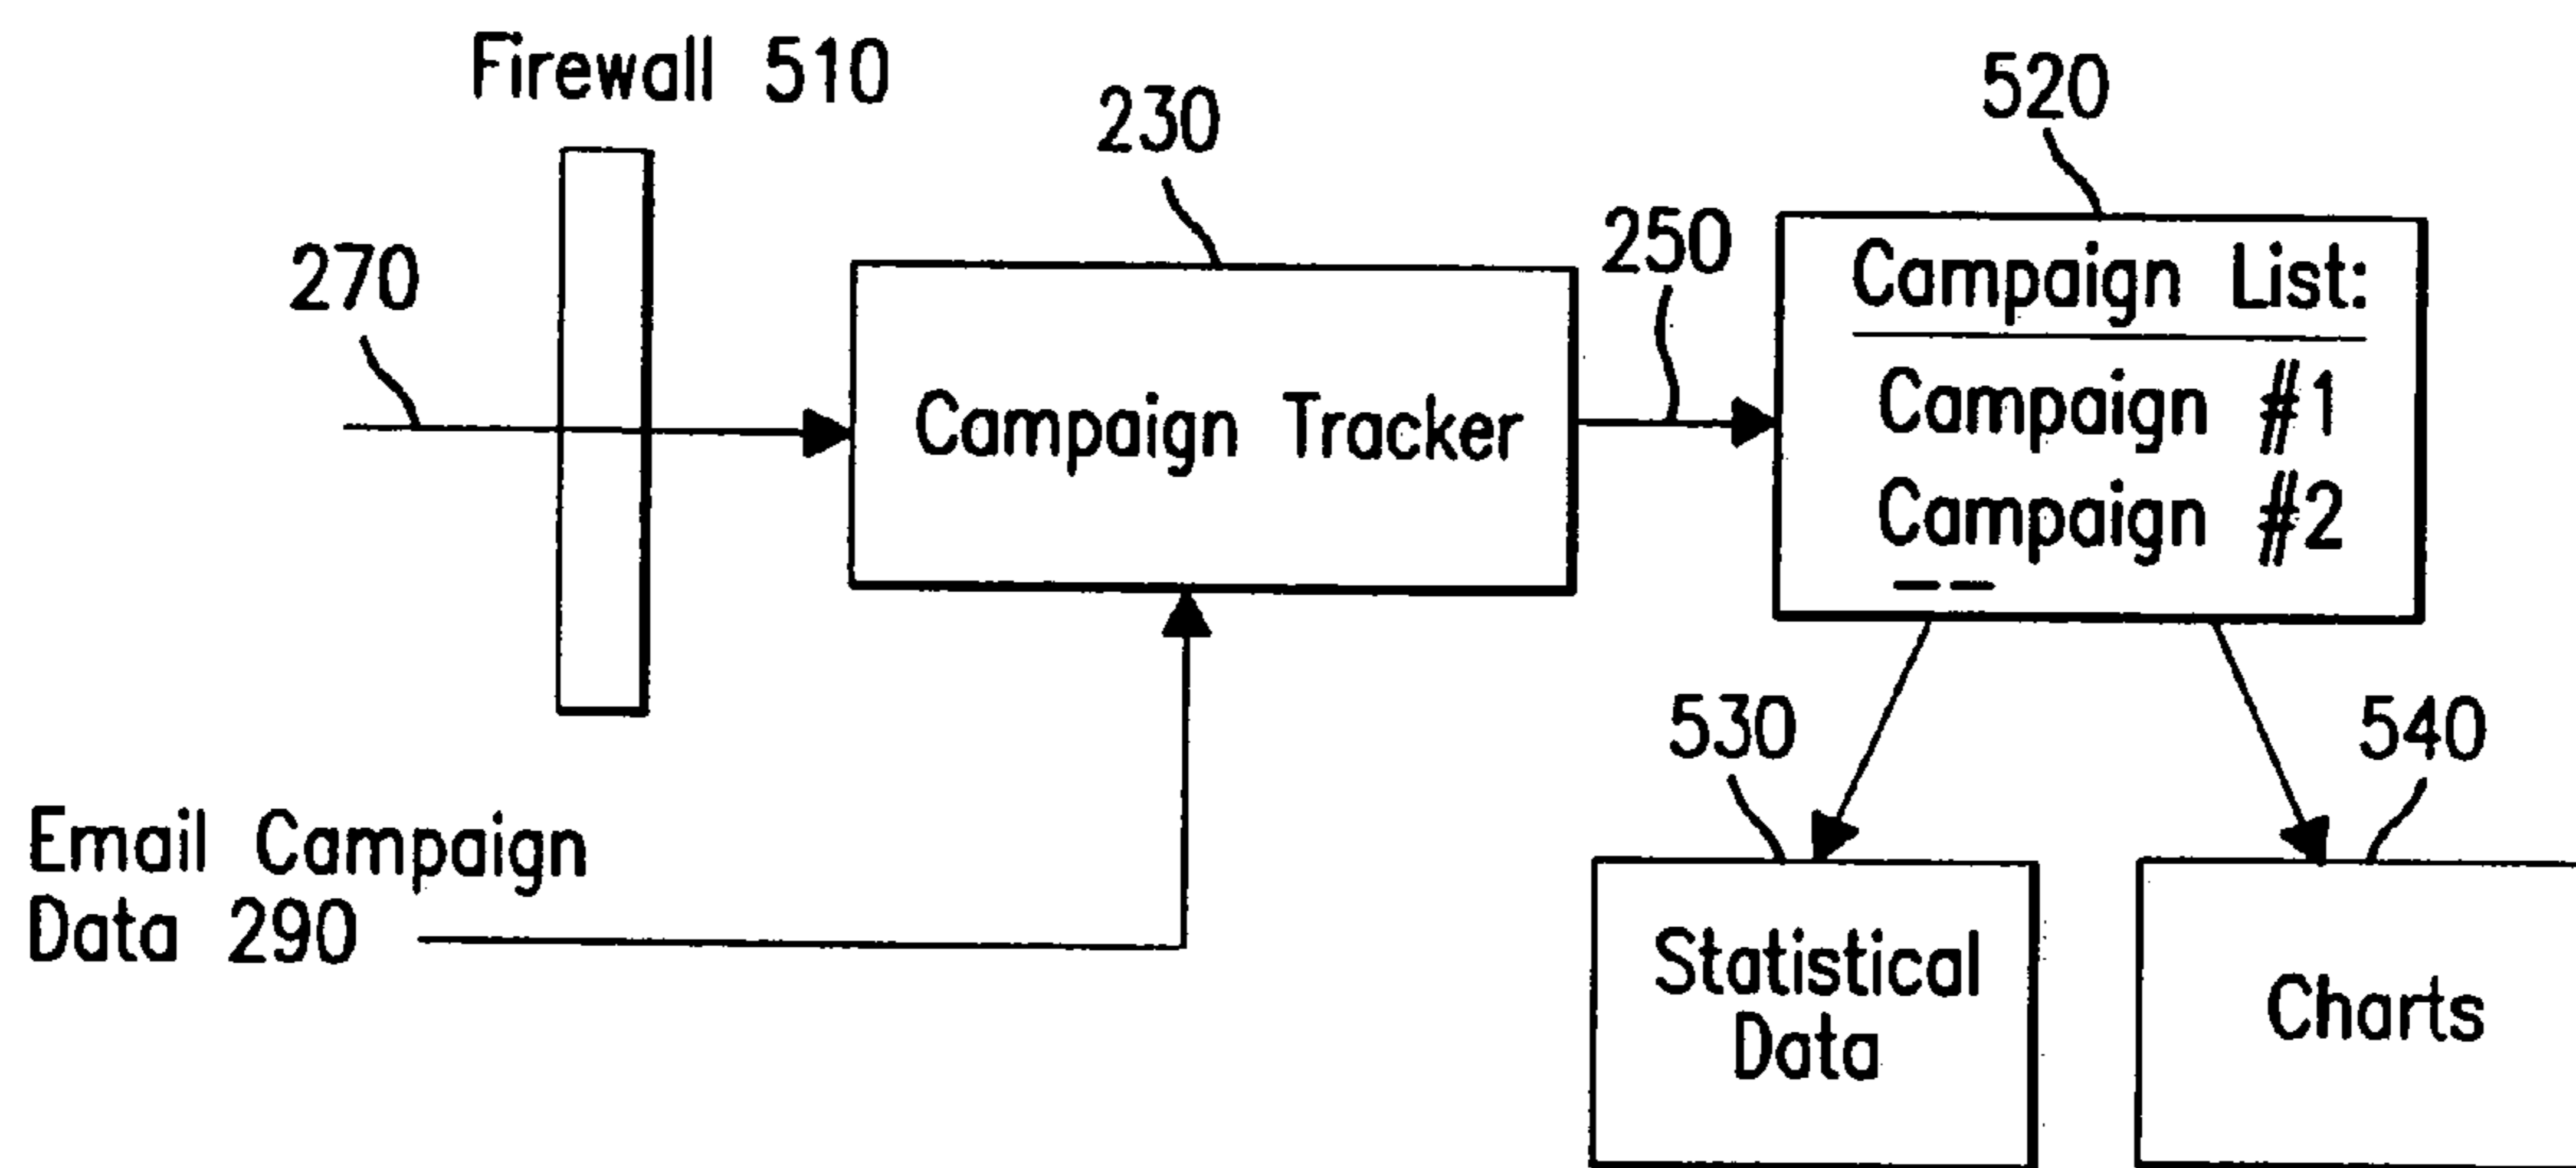 Firewall 510
230
520
270
250
Campaign List:
Campaign #1
Campaign #2
Campaign Tracker
530
540
Email Campaign
Data 290
Statistical
Data
Charts